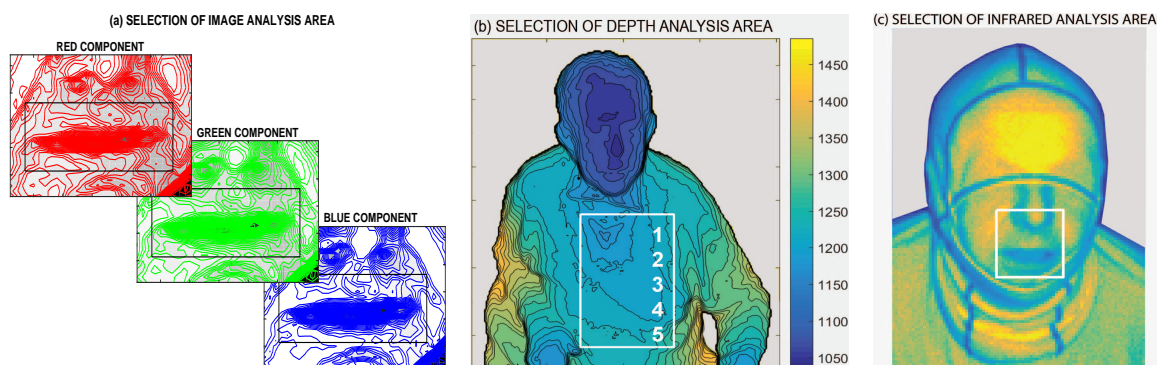 (a) SELECTION OF IMAGE ANALYSIS AREA
RED COMPONENT
GREEN COMPONENT
BLUE COMPONENT
(b) SELECTION OF DEPTH ANALYSIS AREA
1
2
3
4
5
1450
1400
1350
1300
1250
1200
1150
1100
1050
(c) SELECTION OF INFRARED ANALYSIS AREA